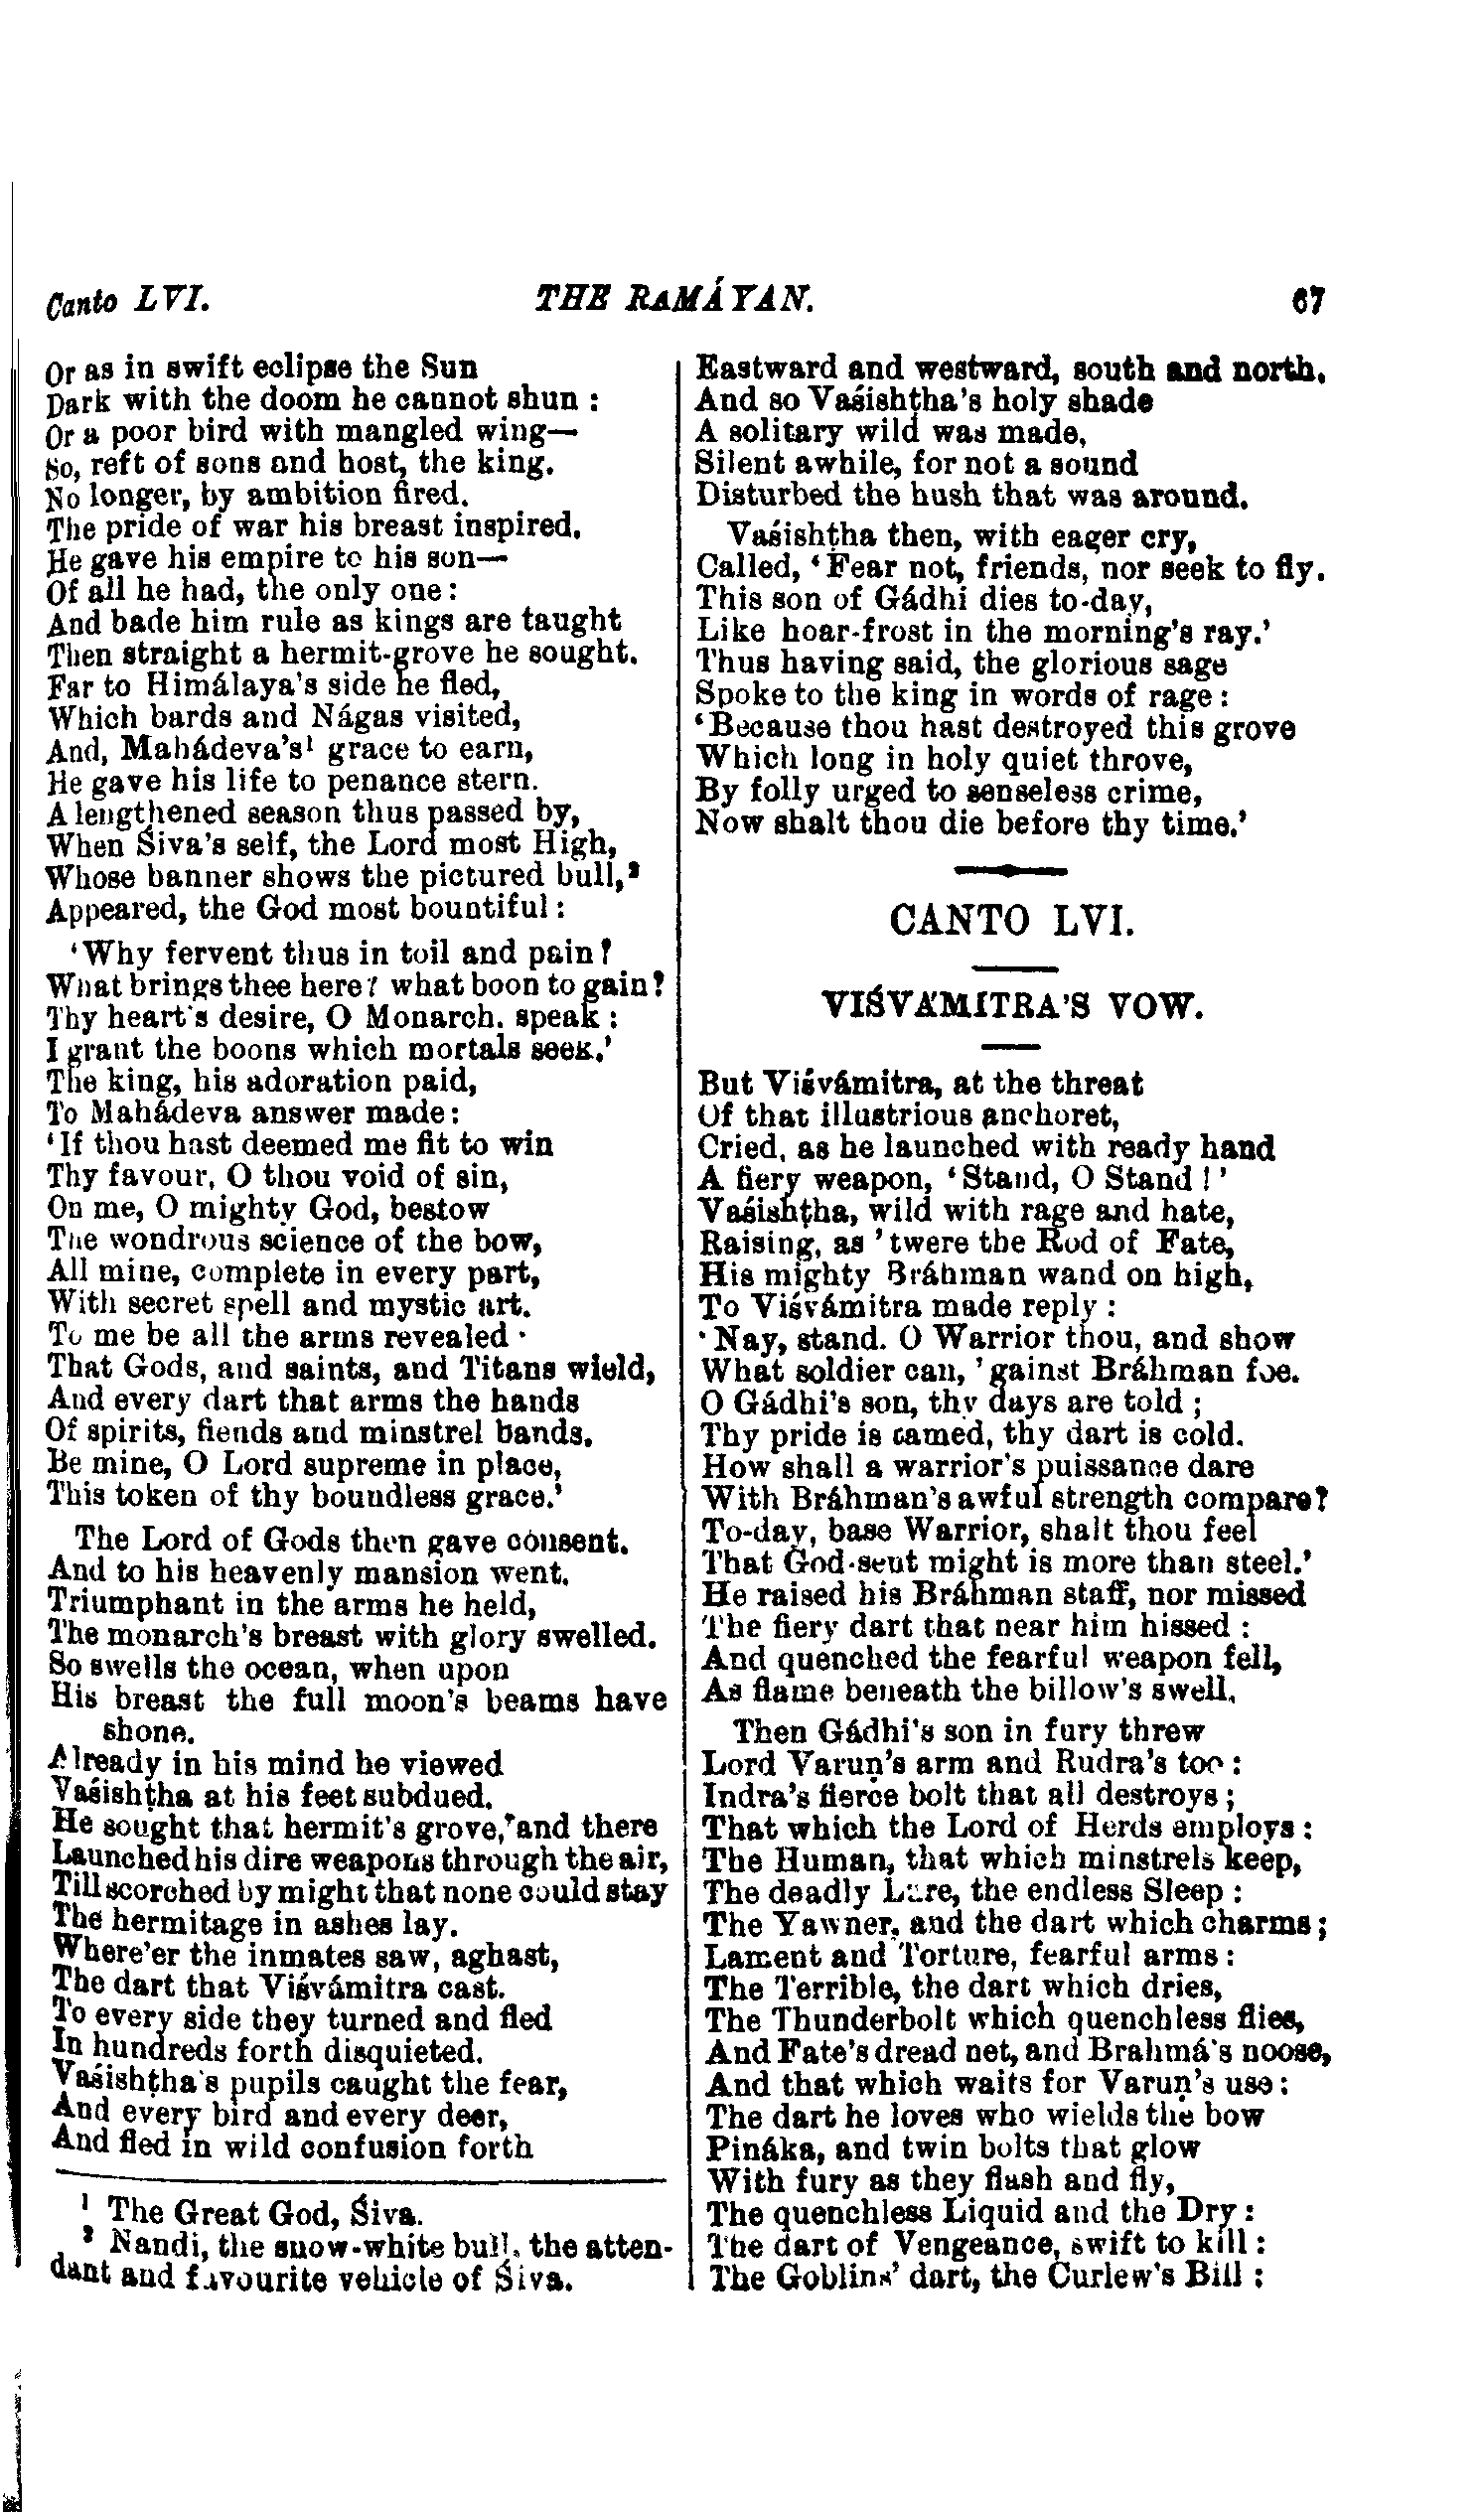 Canto LVI.
THE RAMÁYAN.
67
Or as in swift eclipse the Sun
Dark with the doom he cannot shun :
Or a poor bird with mangled wing—
So, reft of sons and host, the king.
No longer, by ambition fired.
The pride of war his breast inspired.
He gave his empire to his son—
Of all he had, the only one:
And bade him rule as kings are taught
Then straight a hermit-grove he sought.
Far to Himálaya's side he fled,
Which bards and Nágas visited,
And, Mahádeva's¹ grace to earn,
He gave his life to penance stern.
A lengthened season thus passed by,
When Śiva's self, the Lord most High,
Whose banner shows the pictured bull,²
Appeared, the God most bountiful :
'Why fervent thus in toil and pain?
What brings thee here? what boon to gain?
Thy heart's desire, O Monarch. speak :
I grant the boons which mortals seek.'
The king, his adoration paid,
To Mahádeva answer made:
'If thou hast deemed me fit to win
Thy favour, O thou void of sin,
On me, O mighty God, bestow
The wondrous science of the bow,
All mine, complete in every part,
With secret spell and mystic art.
To me be all the arms revealed ·
That Gods, and saints, and Titans wield,
And every dart that arms the hands
Of spirits, fiends and minstrel bands.
Be mine, O Lord supreme in place,
This token of thy boundless grace.'
The Lord of Gods then gave consent.
And to his heavenly mansion went.
Triumphant in the arms he held,
The monarch's breast with glory swelled.
So swells the ocean, when upon
His breast the full moon's beams have
shone.
Already in his mind he viewed
Vaśishṭha at his feet subdued.
He sought that hermit's grove, and there
Launched his dire weapons through the air,
Till scorched by might that none could stay
The hermitage in ashes lay.
Where'er the inmates saw, aghast,
The dart that Viśvámitra cast.
To every side they turned and fled
In hundreds forth disquieted.
Vaśishṭha's pupils caught the fear,
And every bird and every deer,
And fled in wild confusion forth
¹ The Great God, Śiva.
² Nandi, the snow-white bull, the atten-
dant and favourite vehicle of Śiva.
Eastward and westward, south and north.
And so Vaśishṭha's holy shade
A solitary wild was made,
Silent awhile, for not a sound
Disturbed the hush that was around.
Vaśishṭha then, with eager cry,
Called, 'Fear not, friends, nor seek to fly.
This son of Gádhi dies to-day,
Like hoar-frost in the morning's ray.'
Thus having said, the glorious sage
Spoke to the king in words of rage :
'Because thou hast destroyed this grove
Which long in holy quiet throve,
By folly urged to senseless crime,
Now shalt thou die before thy time.'
CANTO LVI.
VIŚVÁMITRA'S VOW.
But Viśvámitra, at the threat
Of that illustrious anchoret,
Cried, as he launched with ready hand
A fiery weapon, 'Stand, O Stand !'
Vaśishṭha, wild with rage and hate,
Raising, as 'twere the Rod of Fate,
His mighty Bráhman wand on high,
To Viśvámitra made reply :
'Nay, stand. O Warrior thou, and show
What soldier can, 'gainst Bráhman foe.
O Gádhi's son, thy days are told ;
Thy pride is tamed, thy dart is cold.
How shall a warrior's puissance dare
With Bráhman's awful strength compare?
To-day, base Warrior, shalt thou feel
That God-sent might is more than steel.'
He raised his Bráhman staff, nor missed
The fiery dart that near him hissed :
And quenched the fearful weapon fell,
As flame beneath the billow's swell.
Then Gádhi's son in fury threw
Lord Varuṇ's arm and Rudra's too :
Indra's fierce bolt that all destroys ;
That which the Lord of Herds employs :
The Human, that which minstrels keep,
The deadly Lure, the endless Sleep :
The Yawner, and the dart which charms ;
Lament and Torture, fearful arms :
The Terrible, the dart which dries,
The Thunderbolt which quenchless flies,
And Fate's dread net, and Brahmá's noose,
And that which waits for Varuṇ's use :
The dart he loves who wields the bow
Pináka, and twin bolts that glow
With fury as they flash and fly,
The quenchless Liquid and the Dry :
The dart of Vengeance, swift to kill :
The Goblins' dart, the Curlew's Bill :